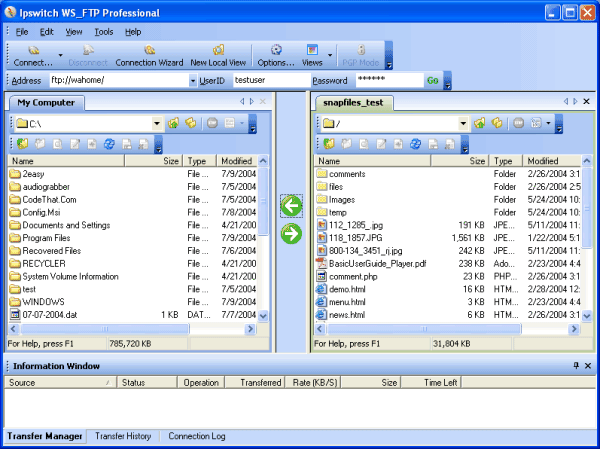 Ipswitch WS_FTP Professional
File Edit View Tools Help
Connect... Disconnect Connection Wizard New Local View Options... Views PGP Mode
Address ftp://wahome/ UserID testuser Password ****** Go
My Computer
C:\
Name Size Type Modified
2easy File ... 7/9/2004
audiograbber File ... 7/5/2004
CodeThat.Com File ... 7/5/2004
Config.Msi File ... 7/8/2004
Documents and Settings File ... 4/21/200
Program Files File ... 7/9/2004
Recovered Files File ... 7/6/2004
RECYCLER File ... 4/21/200
System Volume Information File ... 4/21/200
test File ... 7/5/2004
WINDOWS File ... 7/9/2004
07-07-2004.dat 1 KB DAT... 7/7/2004
For Help, press F1 785,720 KB
snapfiles_test
/
Name Size Type Modified
comments Folder 2/26/2004 3:1
files Folder 2/26/2004 2:5
Images Folder 5/24/2004 10:
temp Folder 5/24/2004 10:
112_1285_.jpg 191 KB JPE... 5/11/2004 11:
118_1857.JPG 1,561 KB JPE... 1/22/2004 5:1
800-134_3451_rj.jpg 242 KB JPE... 5/11/2004 11:
BasicUserGuide_Player.pdf 238 KB Ado... 2/23/2004 4:4
comment.php 23 KB PHP... 2/26/2004 3:1
demo.html 16 KB HTM... 2/28/2004 12:
menu.html 3 KB HTM... 2/23/2004 4:4
news.html 6 KB HTM... 2/26/2004 3:1
For Help, press F1 31,804 KB
Information Window
Source / Status Operation Transferred Rate (KB/S) Size Time Left
Transfer Manager Transfer History Connection Log